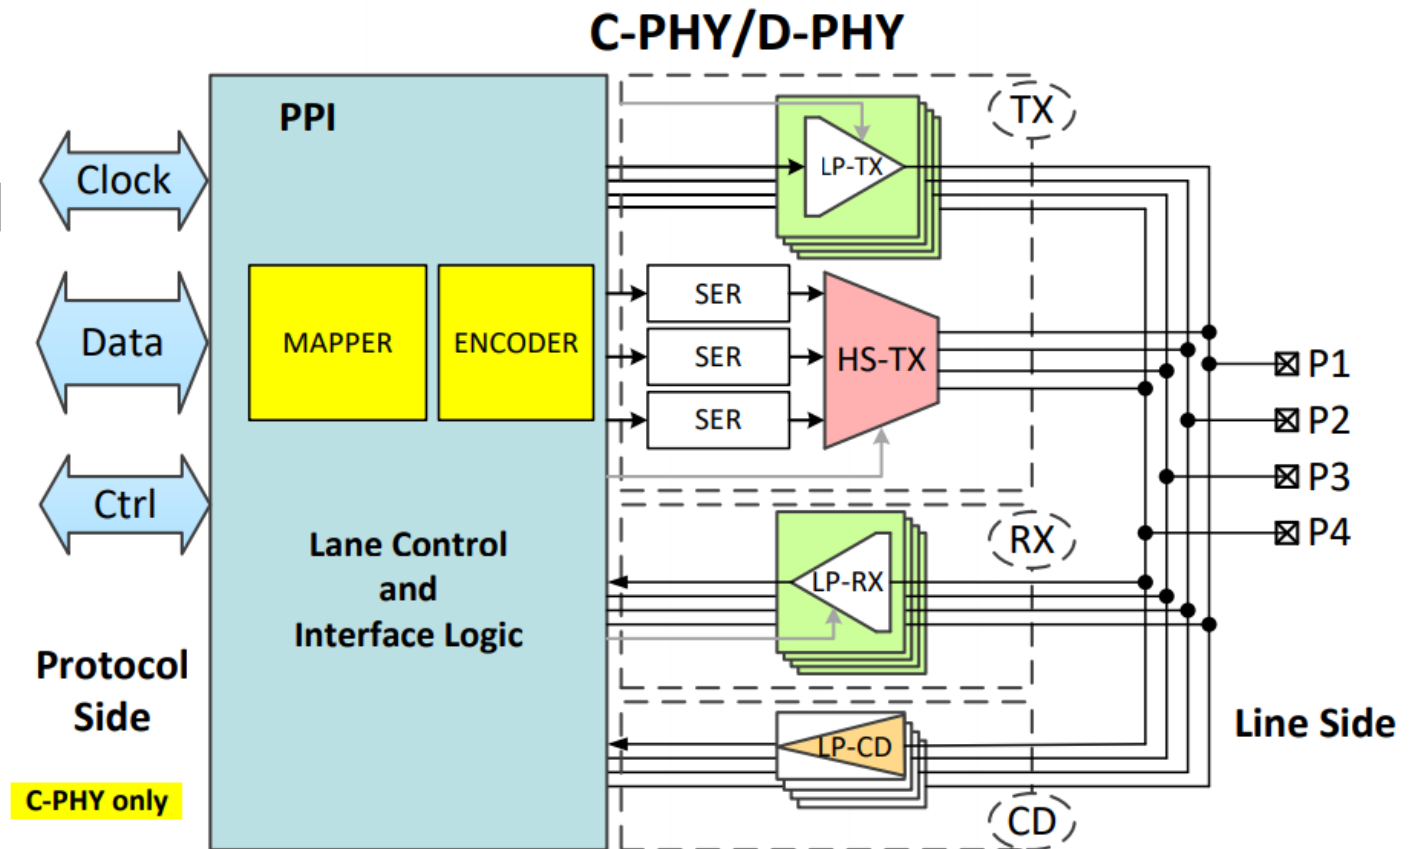 C-PHY/D-PHY
PPI
TX
Clock
LP-TX
MAPPER
ENCODER
SER
SER
SER
HS-TX
Data
P1
P2
P3
P4
Ctrl
Lane Control
and
Interface Logic
RX
LP-RX
Protocol
Side
Line Side
LP-CD
C-PHY only
CD